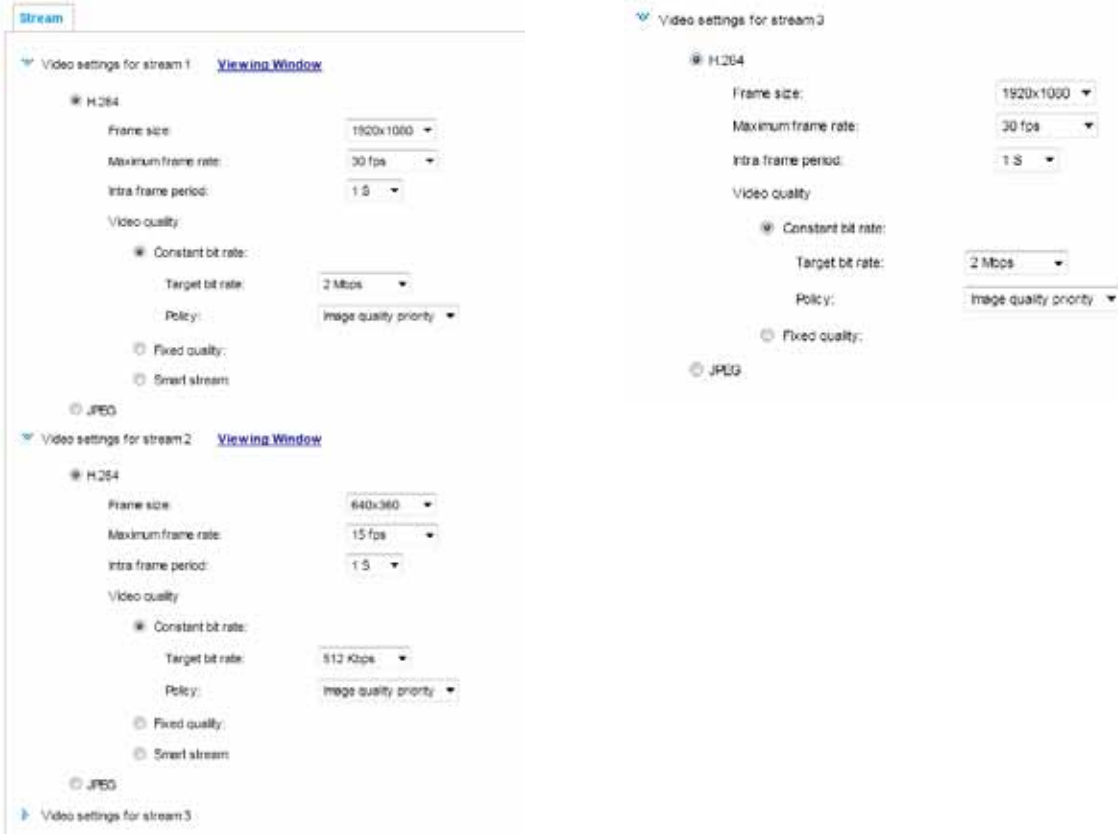 Stream
Video settings for stream 1 Viewing Window
H.264
Frame size:
1920x1080
Maximum frame rate:
30 fps
Intra frame period:
1 S
Video quality
Constant bit rate:
Target bit rate:
2 Mbps
Policy:
Image quality priority
Fixed quality:
Smart stream
JPEG
Video settings for stream 2 Viewing Window
H.264
Frame size:
640x360
Maximum frame rate:
15 fps
Intra frame period:
1 S
Video quality
Constant bit rate:
Target bit rate:
512 Kbps
Policy:
Image quality priority
Fixed quality:
Smart stream
JPEG
Video settings for stream 3
Video settings for stream 3
H.264
Frame size:
1920x1080
Maximum frame rate:
30 fps
Intra frame period:
1 S
Video quality
Constant bit rate:
Target bit rate:
2 Mbps
Policy:
Image quality priority
Fixed quality:
JPEG